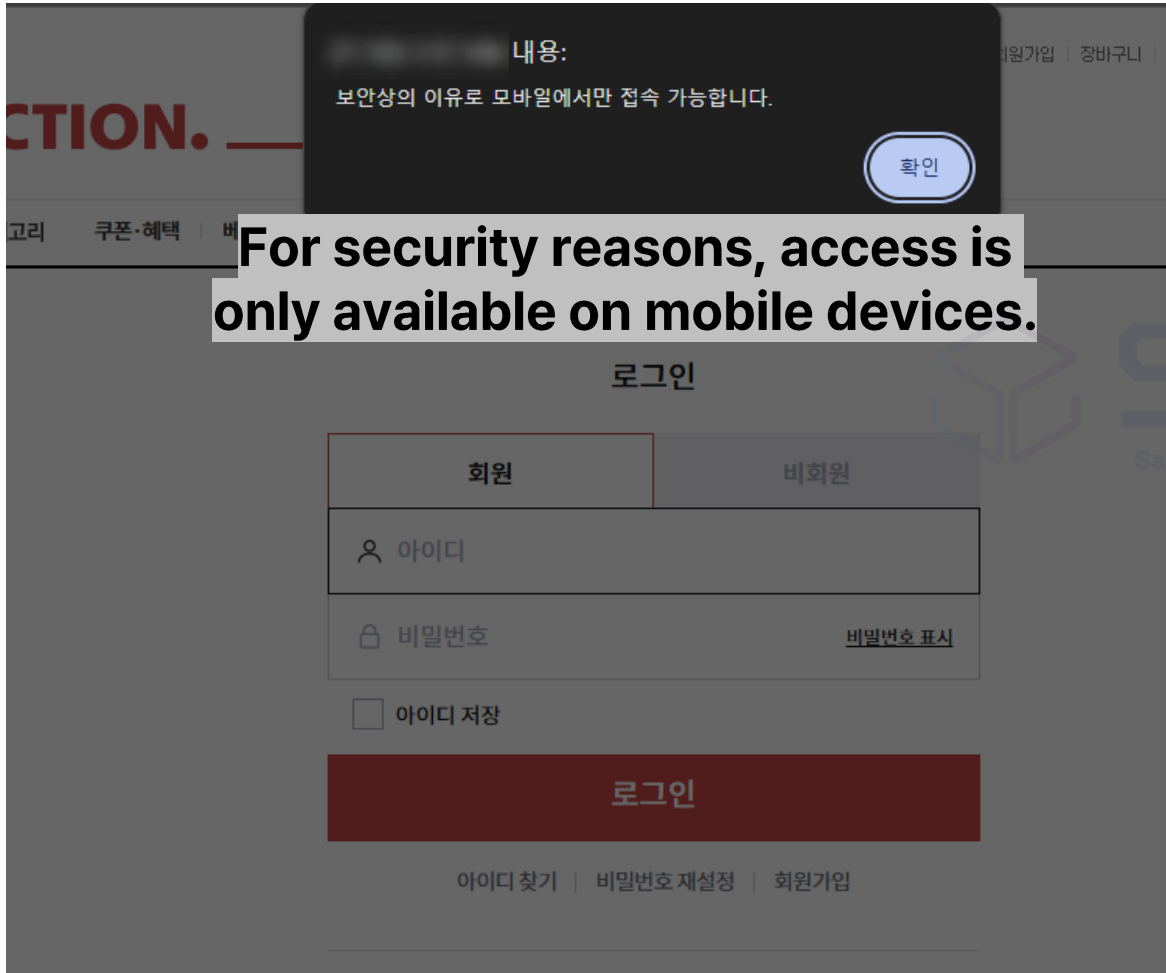 내용:
보안상의 이유로 모바일에서만 접속 가능합니다.
확인
회원가입 | 장바구니
CTION.
고리 쿠폰·혜택
For security reasons, access is
only available on mobile devices.
로그인
회원 비회원
아이디
비밀번호 비밀번호 표시
아이디 저장
로그인
아이디 찾기 | 비밀번호 재설정 | 회원가입